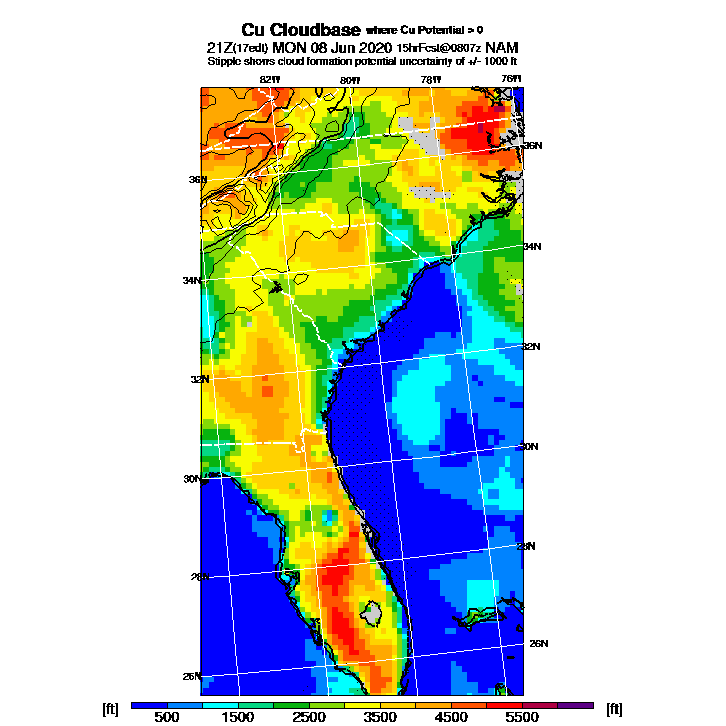 Cu Cloudbase where Cu Potential > 0
21Z(17edt) MON 08 Jun 2020 15hrFcst@0807z NAM
Stipple shows cloud formation potential uncertainty of +/- 1000 ft
82W 80W 78W 76W
36N
36N
34N
34N
32N
32N
30N
30N
28N
28N
26N
26N
[ft] 500 1500 2500 3500 4500 5500 [ft]